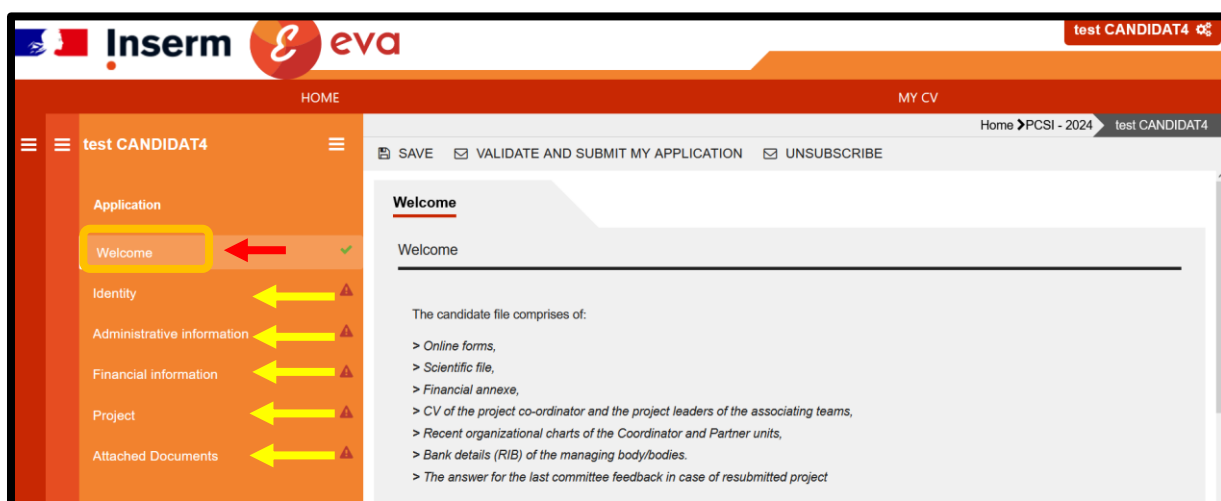 Inserm
eva
test CANDIDAT4
HOME
MY CV
Home PCSI - 2024 test CANDIDAT4
test CANDIDAT4
SAVE VALIDATE AND SUBMIT MY APPLICATION UNSUBSCRIBE
Application
Welcome
Identity
Administrative information
Financial information
Project
Attached Documents
Welcome
Welcome
The candidate file comprises of:
> Online forms,
> Scientific file,
> Financial annexe,
> CV of the project co-ordinator and the project leaders of the associating teams,
> Recent organizational charts of the Coordinator and Partner units,
> Bank details (RIB) of the managing body/bodies.
> The answer for the last committee feedback in case of resubmitted project